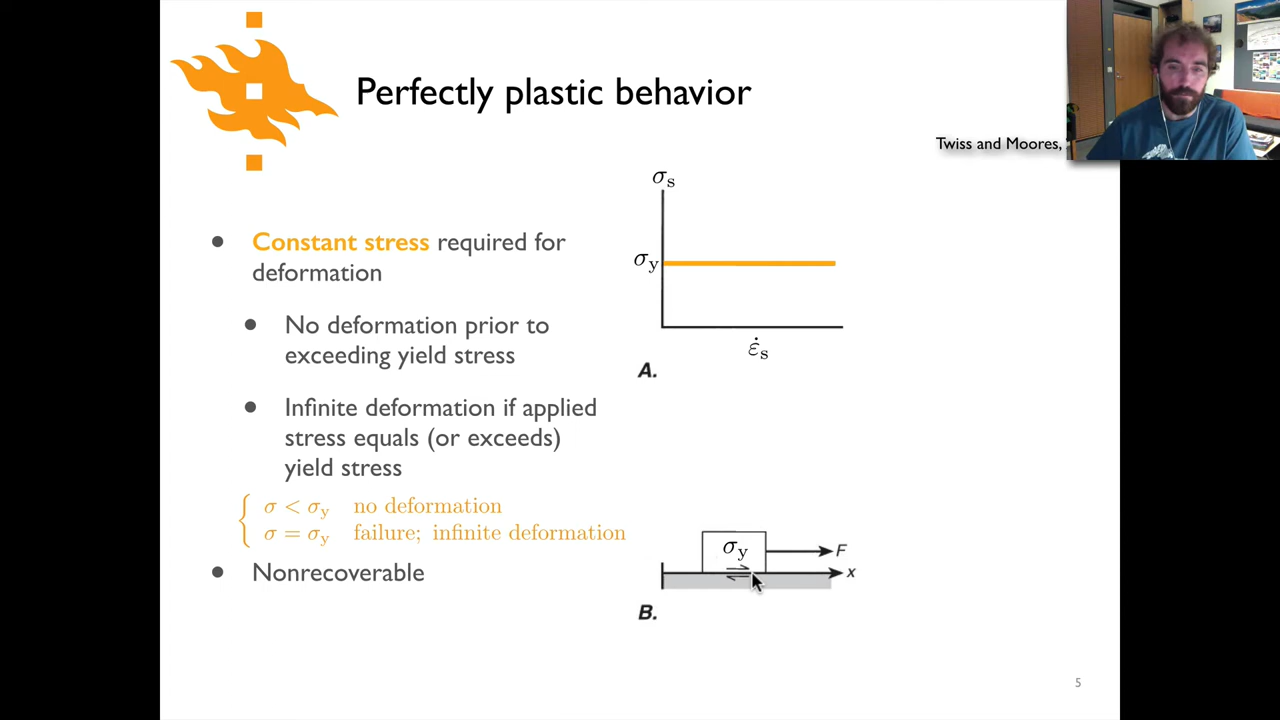 Perfectly plastic behavior
Twiss and Moores,
• Constant stress required for
deformation
• No deformation prior to
exceeding yield stress
• Infinite deformation if applied
stress equals (or exceeds)
yield stress
{ σ < σy no deformation
σ = σy failure; infinite deformation
• Nonrecoverable
σs
σy
ε̇s
A.
σy
F
x
B.
5